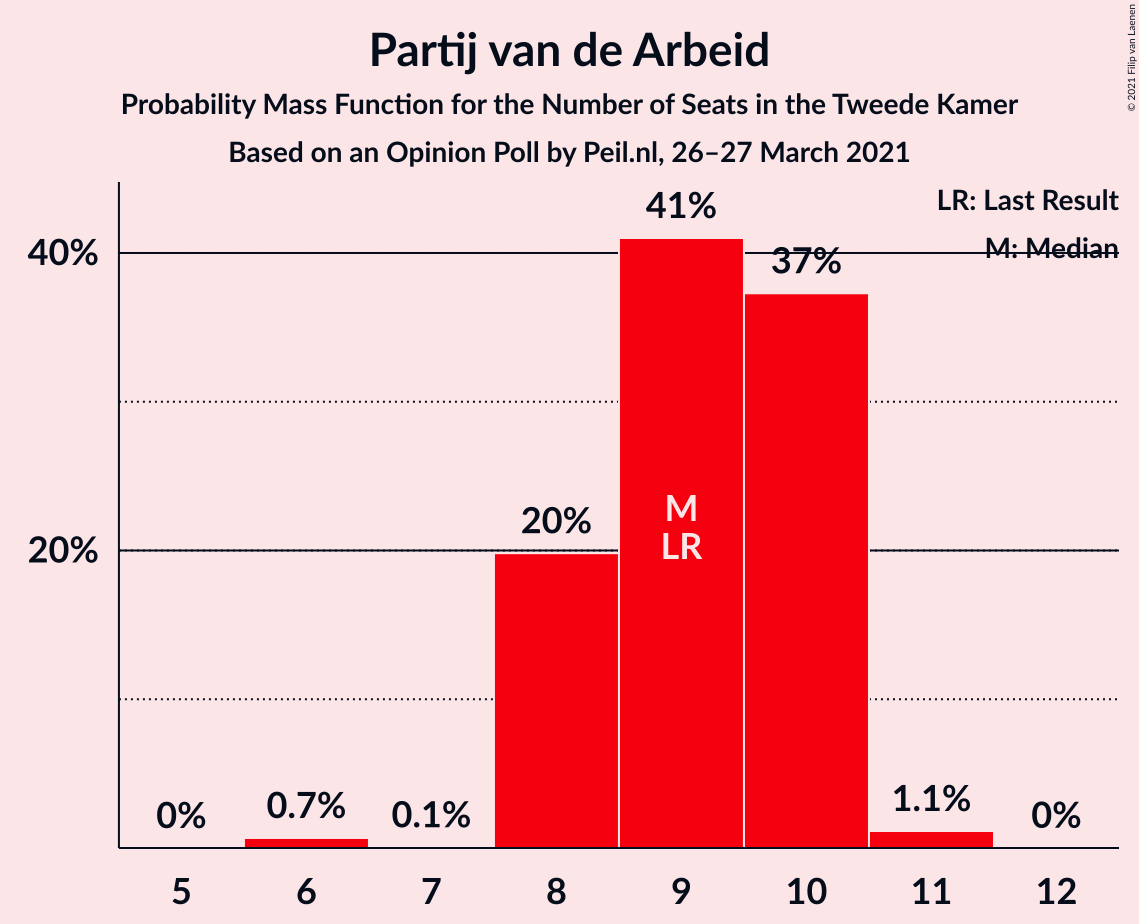 Partij van de Arbeid
Probability Mass Function for the Number of Seats in the Tweede Kamer
Based on an Opinion Poll by Peil.nl, 26–27 March 2021
© 2021 Filip van Laenen
LR: Last Result
M: Median
40%
20%
0%
0.7%
0.1%
20%
41%
37%
1.1%
0%
M
LR
5 6 7 8 9 10 11 12